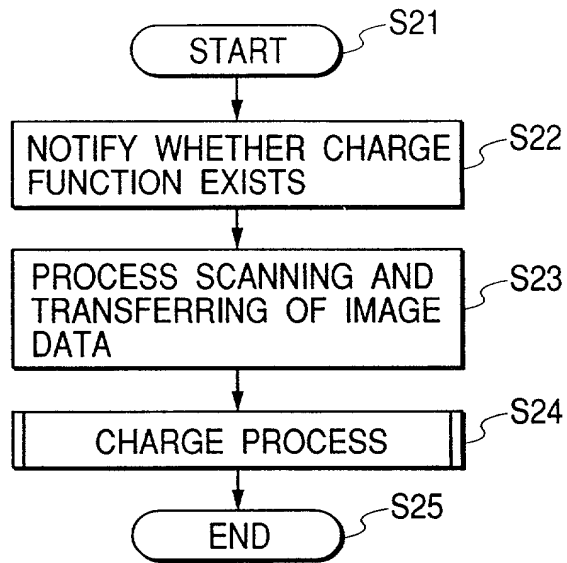 START
S21
NOTIFY WHETHER CHARGE
FUNCTION EXISTS
S22
PROCESS SCANNING AND
TRANSFERRING OF IMAGE
DATA
S23
CHARGE PROCESS
S24
END
S25